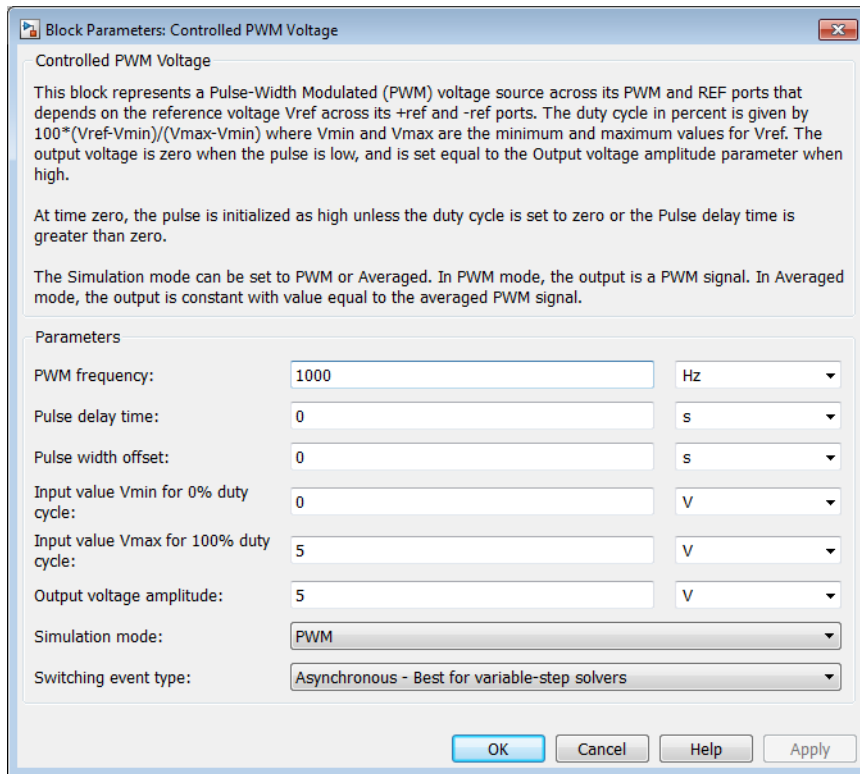 Block Parameters: Controlled PWM Voltage
Controlled PWM Voltage
This block represents a Pulse-Width Modulated (PWM) voltage source across its PWM and REF ports that
depends on the reference voltage Vref across its +ref and -ref ports. The duty cycle in percent is given by
100*(Vref-Vmin)/(Vmax-Vmin) where Vmin and Vmax are the minimum and maximum values for Vref. The
output voltage is zero when the pulse is low, and is set equal to the Output voltage amplitude parameter when
high.
At time zero, the pulse is initialized as high unless the duty cycle is set to zero or the Pulse delay time is
greater than zero.
The Simulation mode can be set to PWM or Averaged. In PWM mode, the output is a PWM signal. In Averaged
mode, the output is constant with value equal to the averaged PWM signal.
Parameters
PWM frequency: 1000 Hz
Pulse delay time: 0 s
Pulse width offset: 0 s
Input value Vmin for 0% duty
cycle: 0 V
Input value Vmax for 100% duty
cycle: 5 V
Output voltage amplitude: 5 V
Simulation mode: PWM
Switching event type: Asynchronous - Best for variable-step solvers
OK Cancel Help Apply